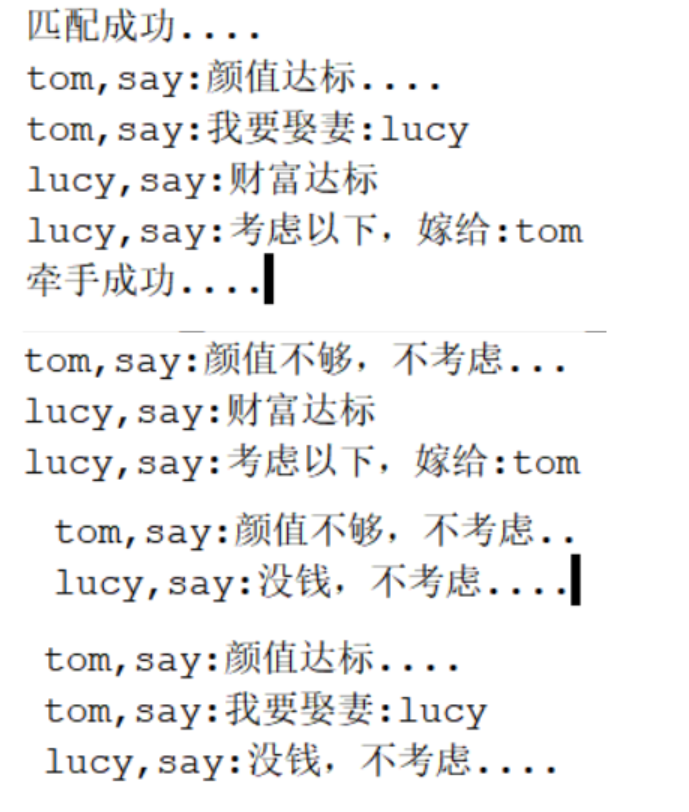 匹配成功....
tom,say:颜值达标....
tom,say:我要娶妻:lucy
lucy,say:财富达标
lucy,say:考虑以下，嫁给:tom
牵手成功....
tom,say:颜值不够，不考虑...
lucy,say:财富达标
lucy,say:考虑以下，嫁给:tom
tom,say:颜值不够，不考虑..
lucy,say:没钱，不考虑....
tom,say:颜值达标....
tom,say:我要娶妻:lucy
lucy,say:没钱，不考虑....